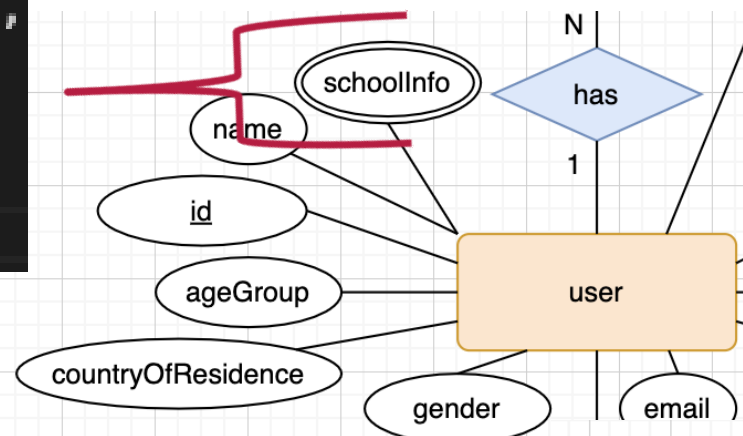 N
schoolInfo
has
name
1
id
ageGroup
user
countryOfResidence
gender
email